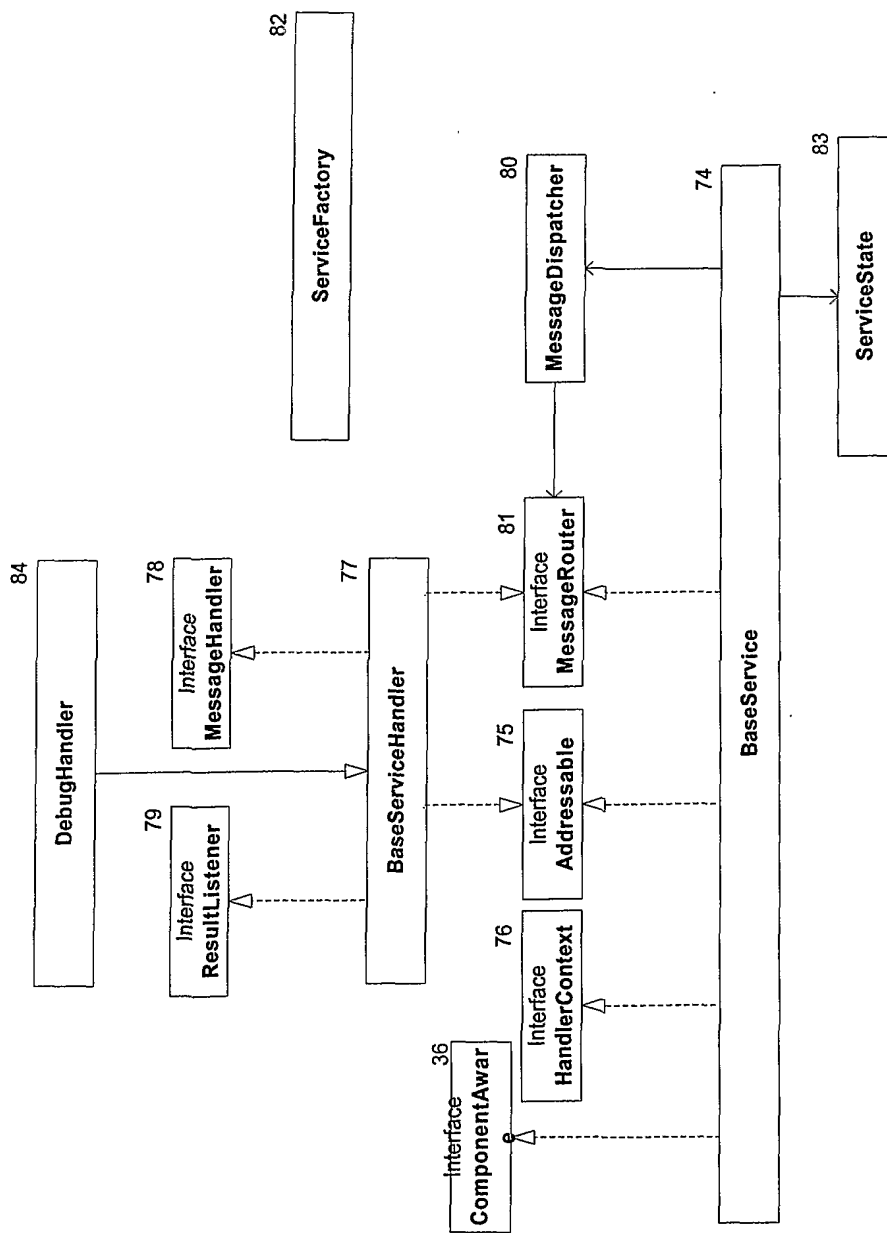 84
DebugHandler
79
Interface
ResultListener
78
Interface
MessageHandler
82
ServiceFactory
77
BaseServiceHandler
36
Interface
ComponentAwar
e
76
Interface
HandlerContext
75
Interface
Addressable
81
Interface
MessageRouter
80
MessageDispatcher
74
BaseService
83
ServiceState